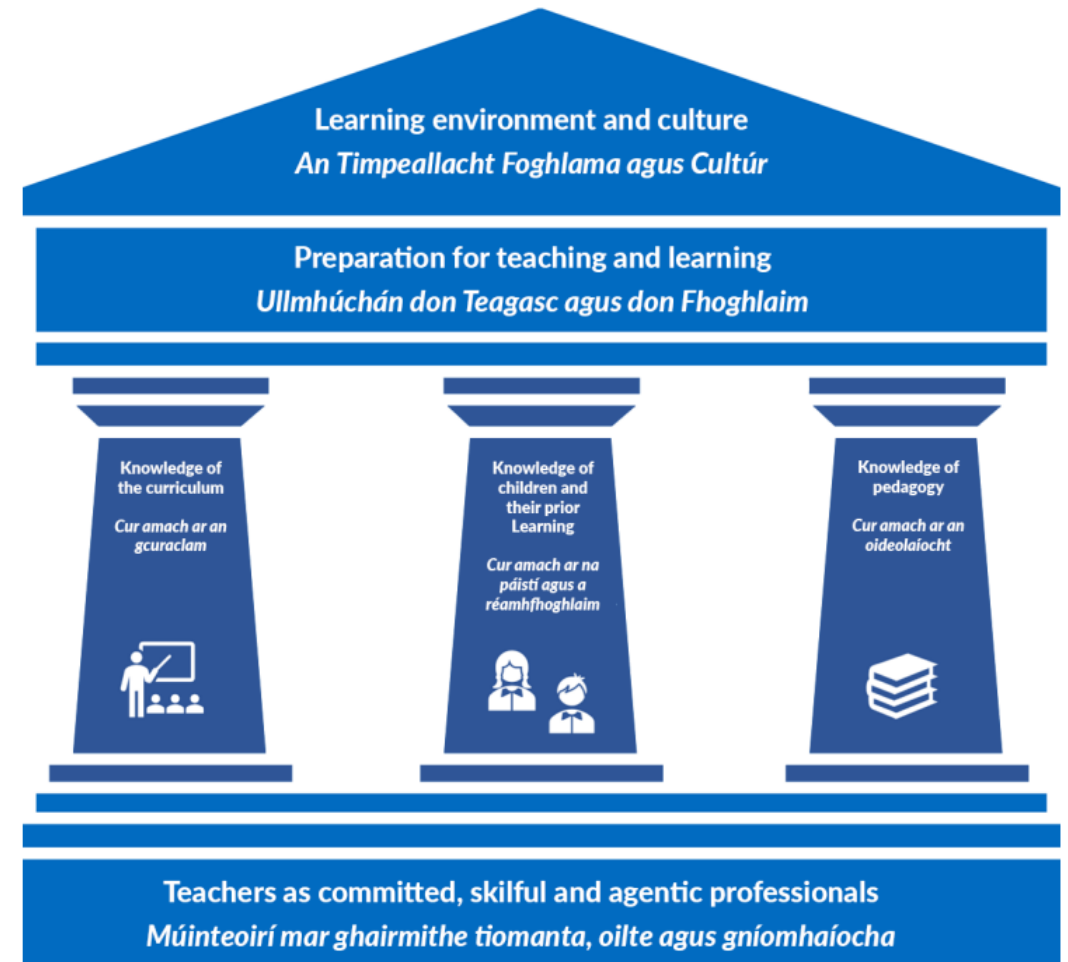 Learning environment and culture
An Timpeallacht Foghlama agus Cultúr
Preparation for teaching and learning
Ullmhúchán don Teagasc agus don Fhoghlaim
Knowledge of
the curriculum
Cur amach ar an
gcuraclam
Knowledge of
children and
their prior
Learning
Cur amach ar na
páistí agus a
réamhfhoghlaim
Knowledge of
pedagogy
Cur amach ar an
oideolaíocht
Teachers as committed, skilful and agentic professionals
Múinteoirí mar ghairmithe tiomanta, oilte agus gníomhaíocha